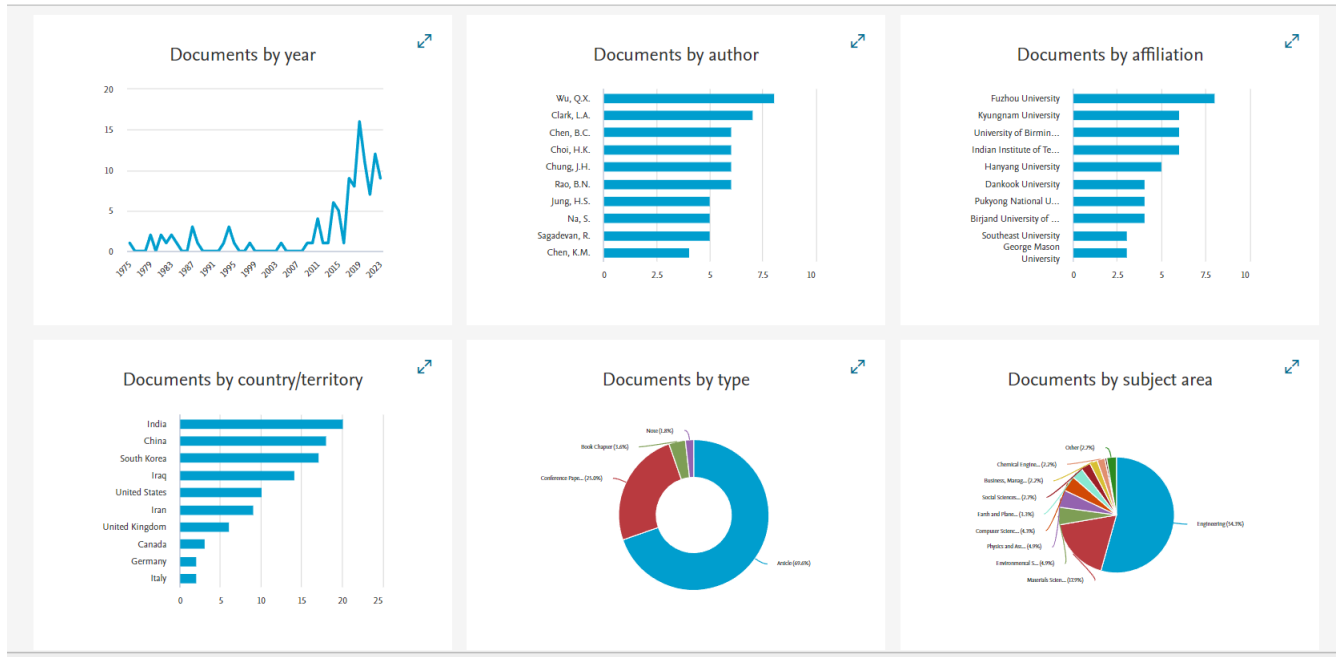 Documents by year
20
15
10
5
0
1975
1979
1983
1987
1991
1995
1999
2003
2007
2011
2015
2019
2023
Documents by author
Wu, Q.X.
Clark, L.A.
Chen, B.C.
Choi, H.K.
Chung, J.H.
Rao, B.N.
Jung, H.S.
Na, S.
Sagadevan, R.
Chen, K.M.
0 2.5 5 7.5 10
Documents by affiliation
Fuzhou University
Kyungnam University
University of Birmin...
Indian Institute of Te...
Hanyang University
Dankook University
Pukyong National U...
Birjand University of ...
Southeast University
George Mason
University
0 2.5 5 7.5 10
Documents by country/territory
India
China
South Korea
Iraq
United States
Iran
United Kingdom
Canada
Germany
Italy
0 5 10 15 20 25
Documents by type
Note (1.8%)
Book Chapter (3.6%)
Conference Pape... (25.0%)
Article (69.6%)
Documents by subject area
Other (2.7%)
Chemical Engine... (2.2%)
Business, Manag... (2.2%)
Social Sciences... (2.7%)
Earth and Plane... (3.3%)
Computer Scienc... (4.3%)
Physics and As... (4.9%)
Environmental S... (4.9%)
Materials Scien... (17.9%)
Engineering (54.3%)